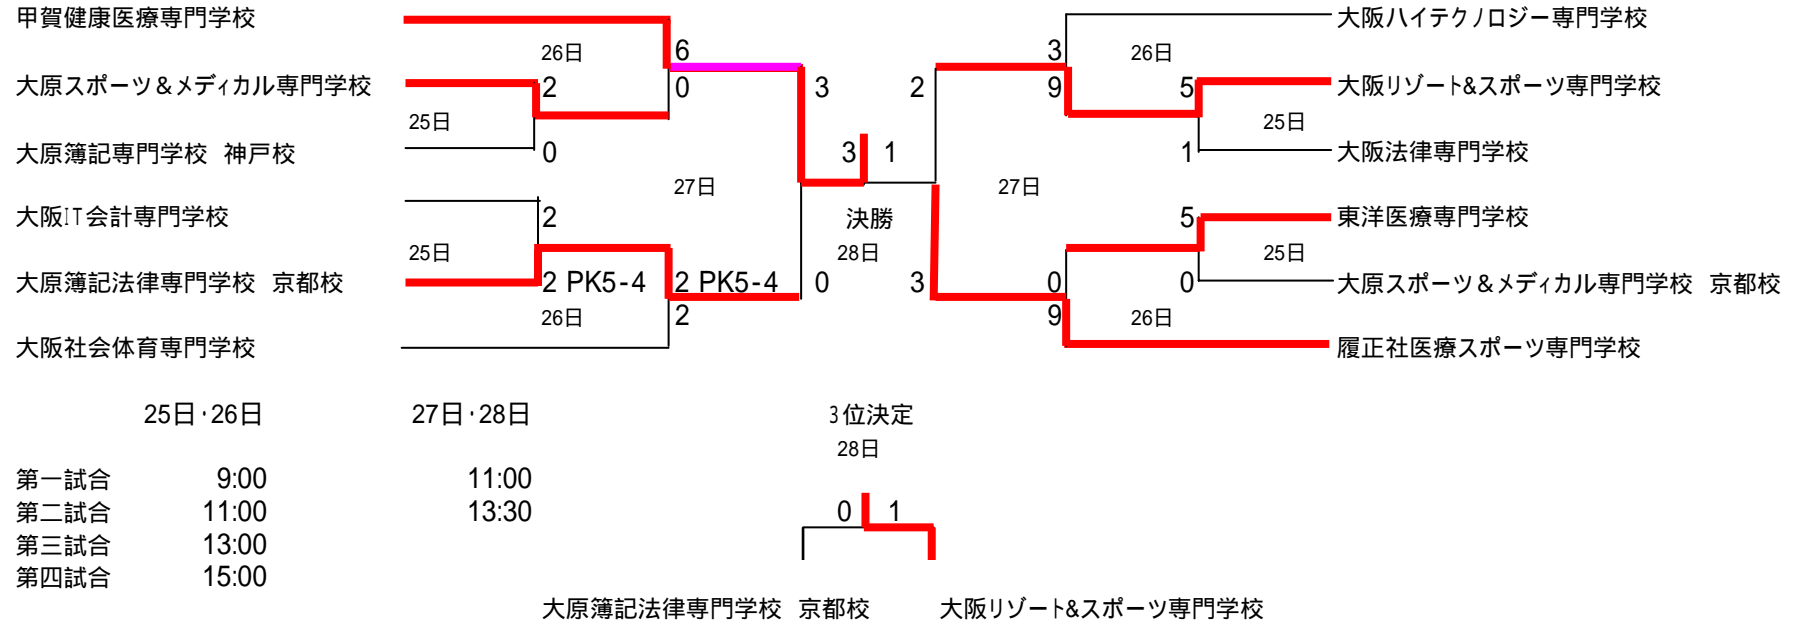 甲賀健康医療専門学校
大阪ハイテクノロジー専門学校
26日
6
3
26日
大原スポーツ&メディカル専門学校
2
0
3
2
9
5
大阪リゾート&スポーツ専門学校
25日
25日
大原簿記専門学校 神戸校
0
3
1
1
大阪法律専門学校
27日
27日
大阪IT会計専門学校
2
決勝
5
東洋医療専門学校
25日
28日
25日
大原簿記法律専門学校 京都校
2 PK5-4
2 PK5-4
0
3
0
0
大原スポーツ&メディカル専門学校 京都校
26日
2
9
26日
大阪社会体育専門学校
履正社医療スポーツ専門学校
25日・26日
27日・28日
3位決定
28日
第一試合 9:00 11:00
第二試合 11:00 13:30
0 1
第三試合 13:00
第四試合 15:00
大原簿記法律専門学校 京都校
大阪リゾート&スポーツ専門学校